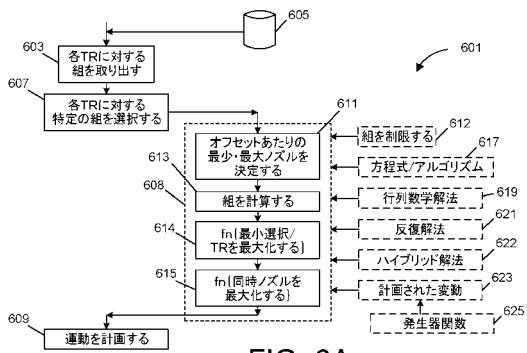 605
603
各TRに対する
組を取り出す
601
607
各TRに対する
特定の組を選択する
611
オフセットあたりの
最少・最大ノズルを
決定する
組を制限する
612
617
方程式/アルゴリズム
613
608
組を計算する
行列数学解法
619
621
614
fn{最小選択/
TRを最大化する}
反復解法
ハイブリッド解法
622
615
fn{同時ノズルを
最大化する}
計画された変動
623
609
運動を計画する
発生器関数
625